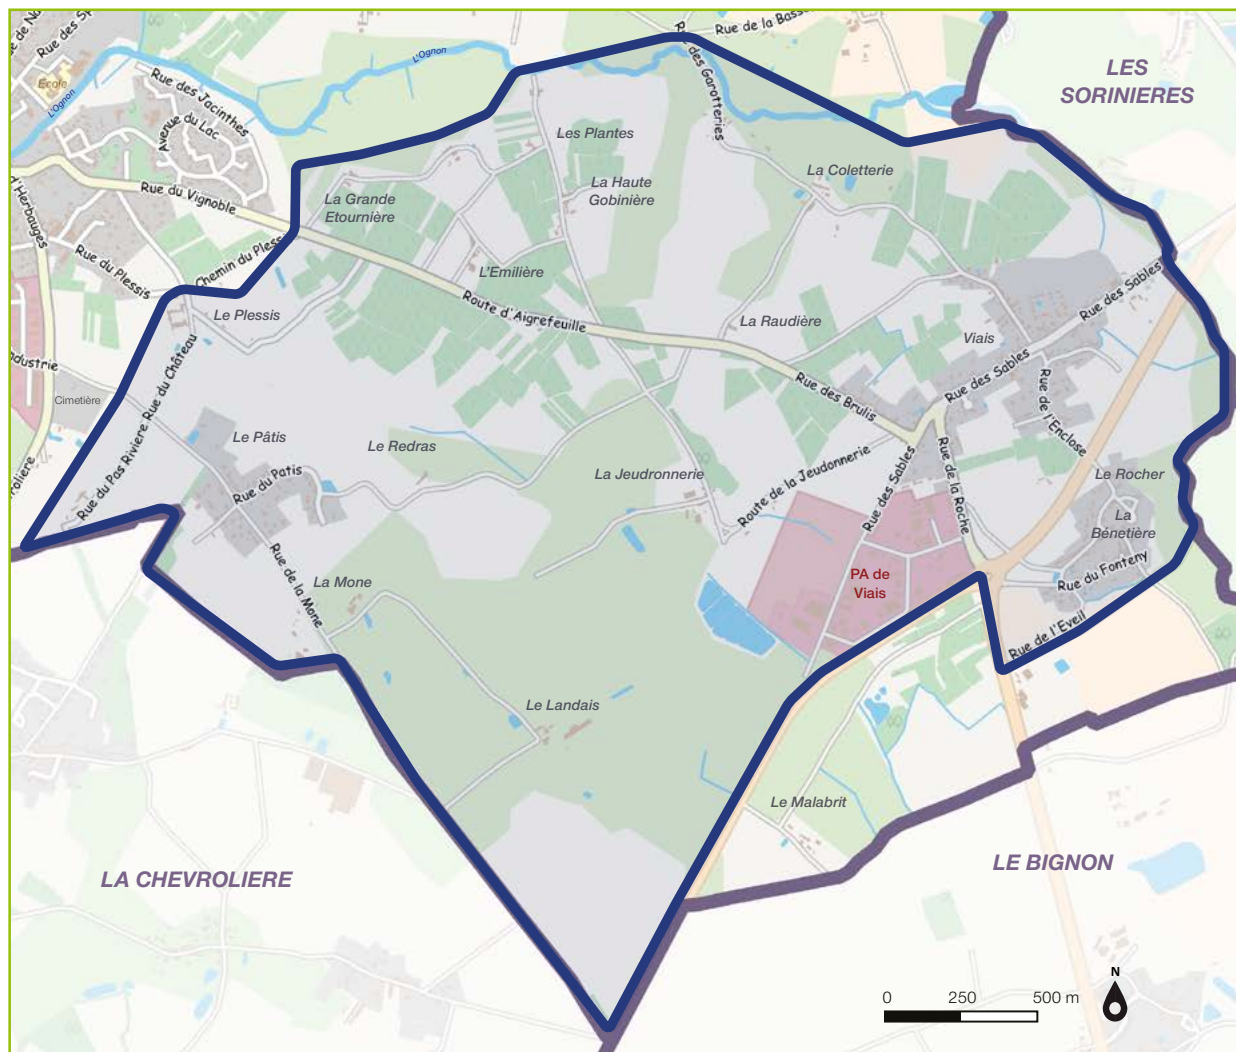 Rue de la Basse
LES
SORINIERES
École
L'Ognon
L'Ognon
Rue des Jacinthes
Avenue du Lac
Rue des Garotteries
Les Plantes
La Coletterie
La Haute
Gobinière
La Grande
Etournière
d'Herbauges
Rue du Vignoble
Rue du Plessis
Chemin du Plessis
L'Emilière
Route d'Aigrefeuille
Le Plessis
La Raudière
Viais
Rue des Sables
Rue des Sables
Rue des Brulis
Rue de l'Enclose
Industrie
Cimetière
Rue du Château
Rue du Pas Riviere
Le Pâtis
Le Redras
Rue du Patis
La Jeudronnerie
Route de la Jeudonnerie
Rue des Sables
Rue de la Roche
Le Rocher
La
Bénetière
Rue du Fonteny
Rue de l'Eveil
PA de
Viais
La Mone
Rue de la Mone
Le Landais
Le Malabrit
LA CHEVROLIERE
LE BIGNON
N
0 250 500 m